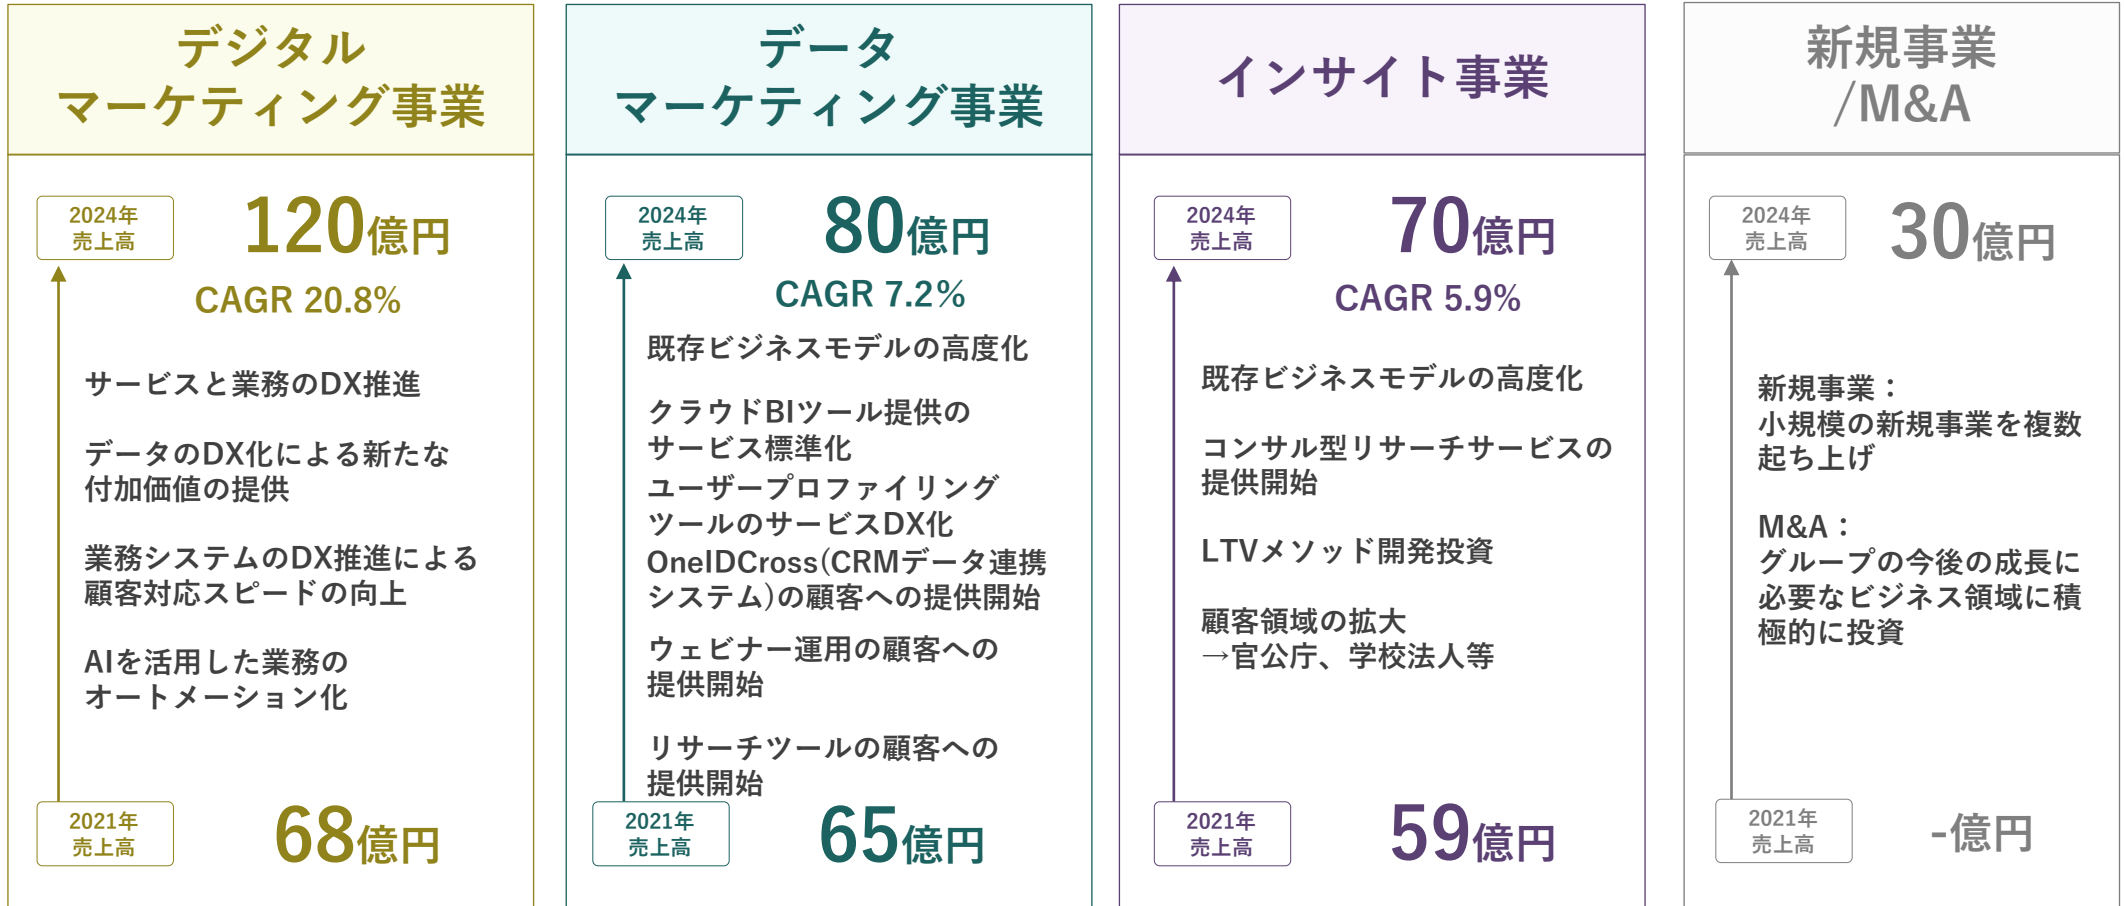 デジタル
マーケティング事業
2024年
売上高
120億円
CAGR 20.8%
サービスと業務のDX推進
データのDX化による新たな
付加価値の提供
業務システムのDX推進による
顧客対応スピードの向上
AIを活用した業務の
オートメーション化
2021年
売上高
68億円
データ
マーケティング事業
2024年
売上高
80億円
CAGR 7.2%
既存ビジネスモデルの高度化
クラウドBIツール提供の
サービス標準化
ユーザープロファイリング
ツールのサービスDX化
OneIDCross(CRMデータ連携
システム)の顧客への提供開始
ウェビナー運用の顧客への
提供開始
リサーチツールの顧客への
提供開始
2021年
売上高
65億円
インサイト事業
2024年
売上高
70億円
CAGR 5.9%
既存ビジネスモデルの高度化
コンサル型リサーチサービスの
提供開始
LTVメソッド開発投資
顧客領域の拡大
→官公庁、学校法人等
2021年
売上高
59億円
新規事業
/M&A
2024年
売上高
30億円
新規事業：
小規模の新規事業を複数
起ち上げ
M&A：
グループの今後の成長に
必要なビジネス領域に積
極的に投資
2021年
売上高
-億円